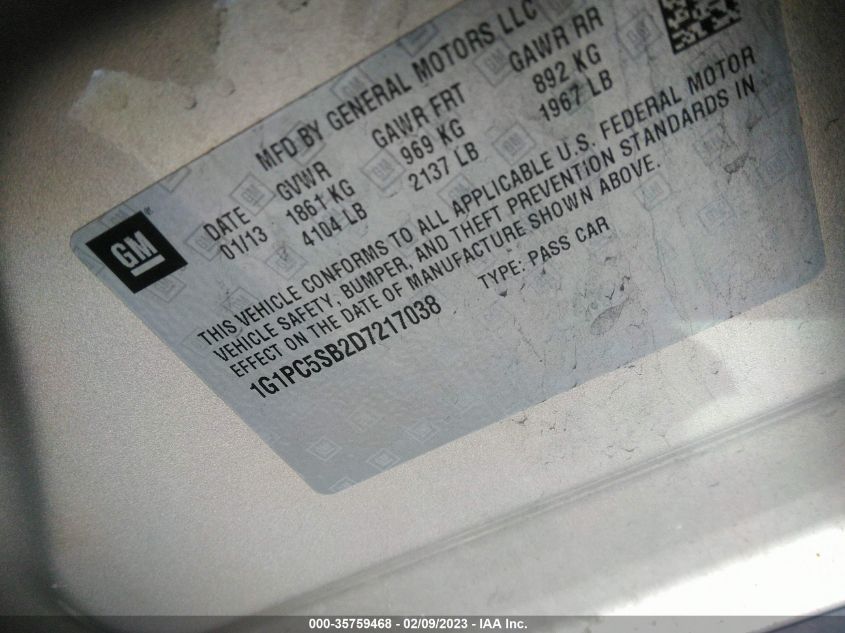 MFD BY GENERAL MOTORS LLC
DATE GVWR GAWR FRT GAWR RR
01/13 1861 KG 969 KG 892 KG
4104 LB 2137 LB 1967 LB
THIS VEHICLE CONFORMS TO ALL APPLICABLE U.S. FEDERAL MOTOR
VEHICLE SAFETY, BUMPER, AND THEFT PREVENTION STANDARDS IN
EFFECT ON THE DATE OF MANUFACTURE SHOWN ABOVE.
1G1PC5SB2D7217038 TYPE: PASS CAR
GM
000-35759468 - 02/09/2023 - IAA Inc.